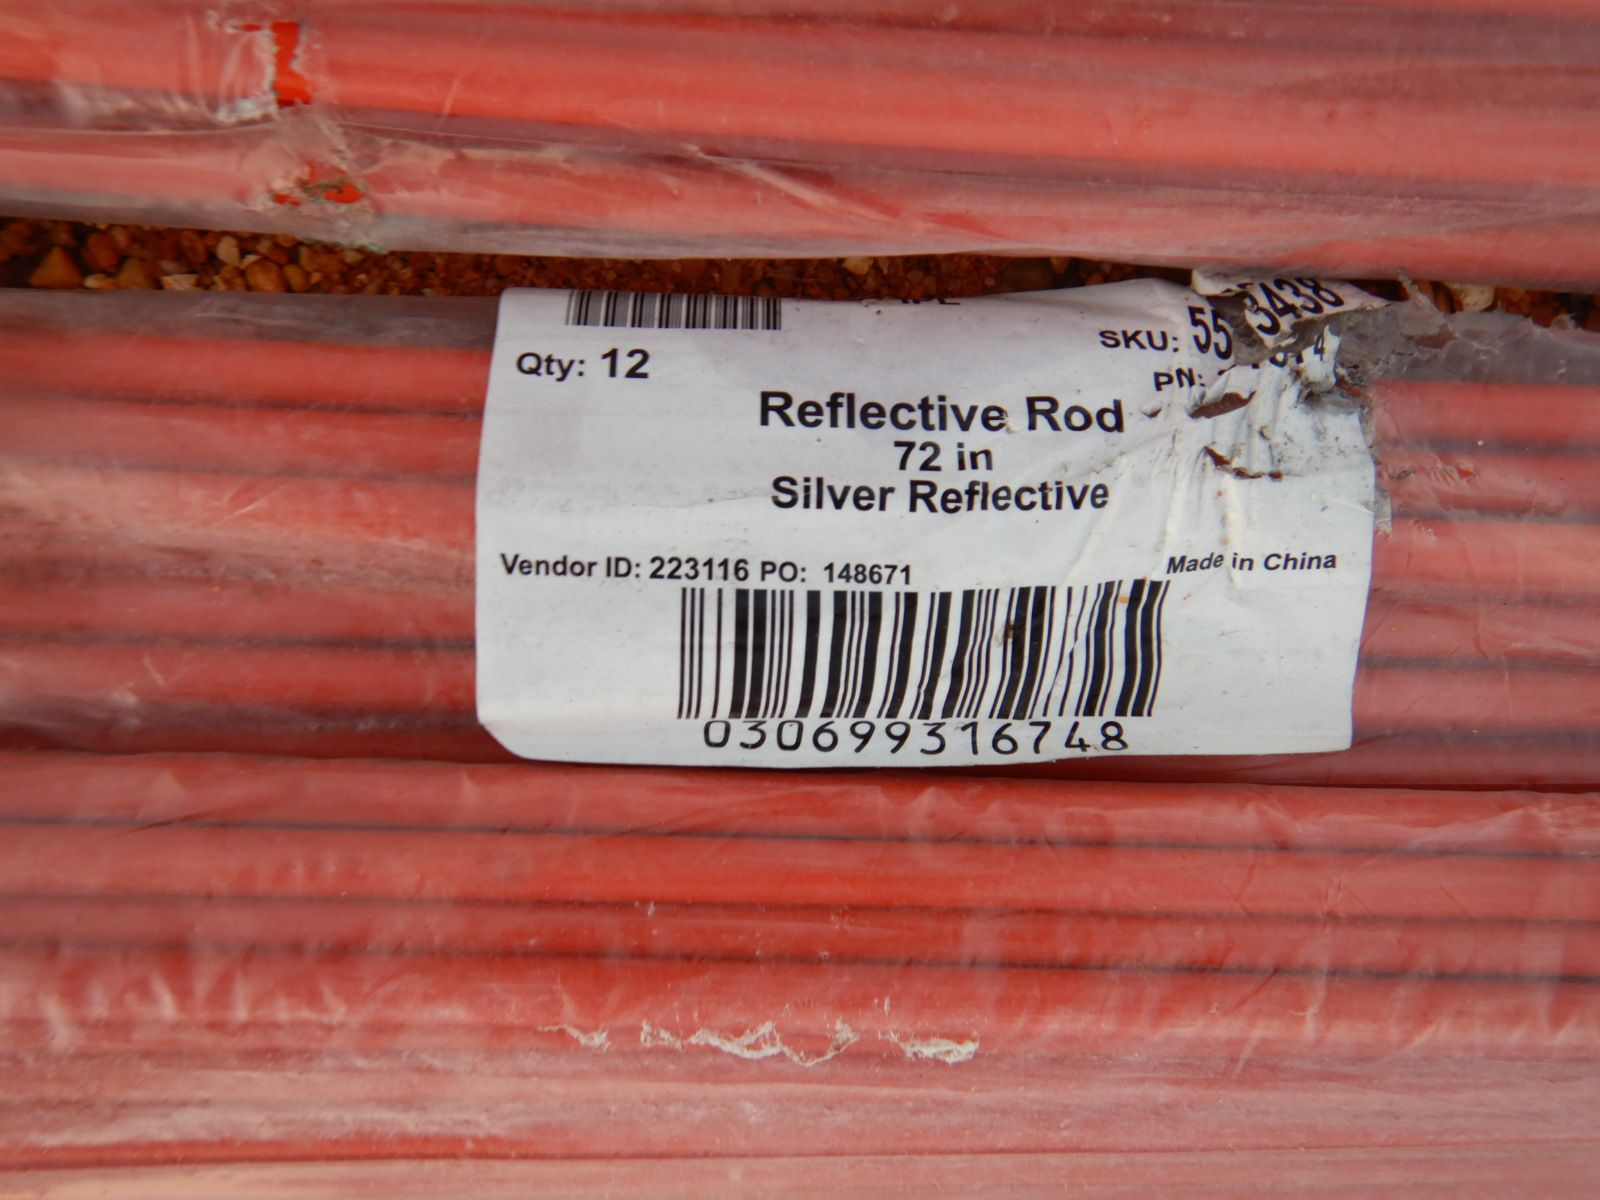 Qty: 12
SKU:
PN:
Reflective Rod
72 in
Silver Reflective
Vendor ID: 223116 PO: 148671
Made in China
030699316748